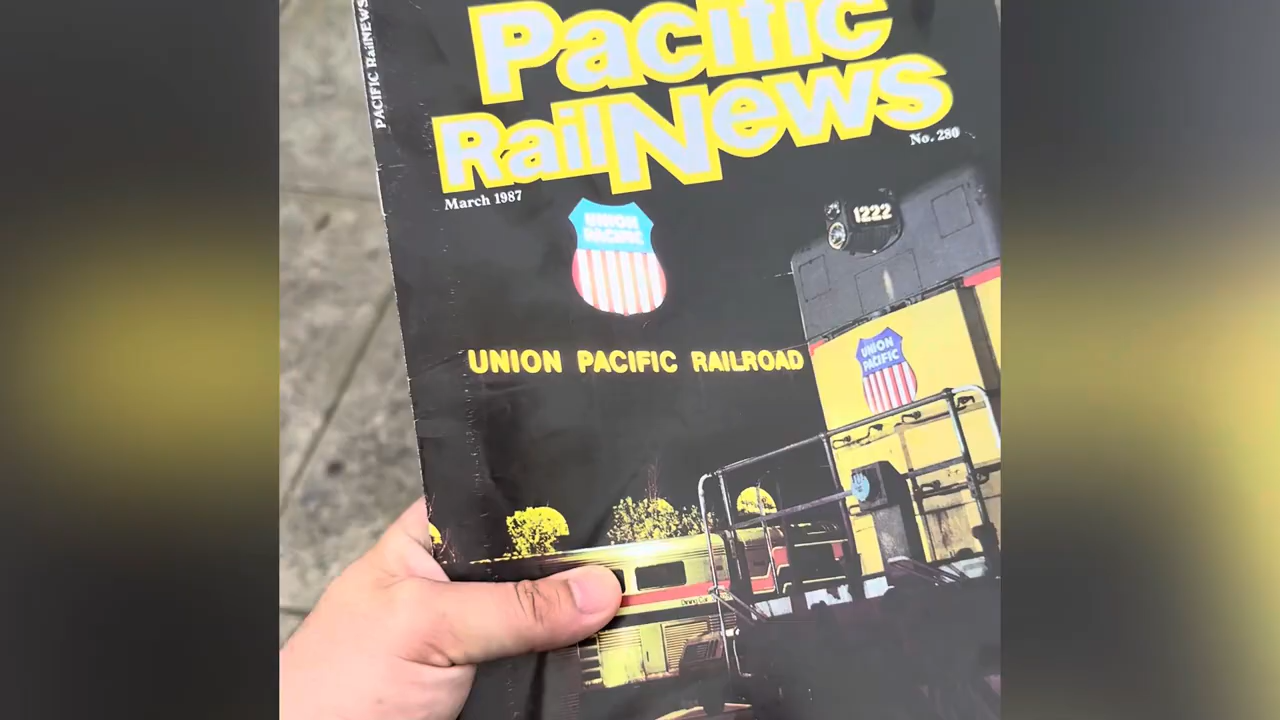 PACIFIC RailNEWS
Pacific
RailNews
March 1987
No. 280
UNION
PACIFIC
1222
UNION PACIFIC RAILROAD
UNION
PACIFIC